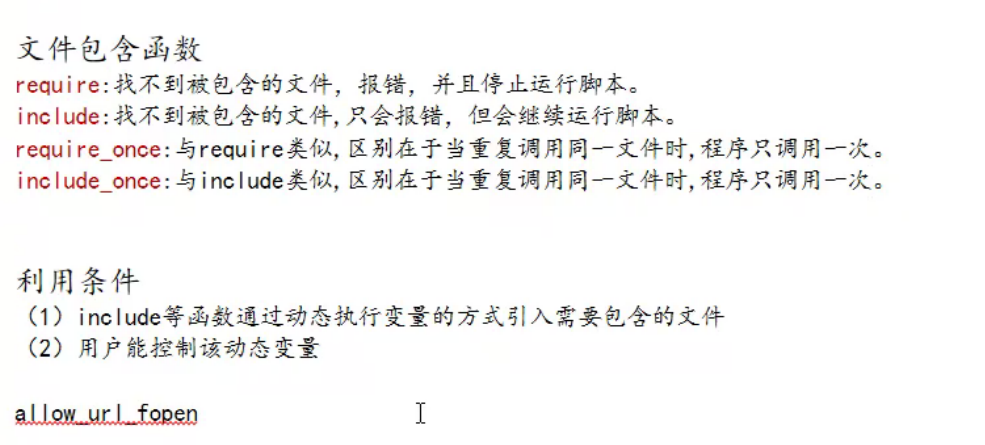 文件包含函数
require:找不到被包含的文件，报错，并且停止运行脚本。
include:找不到被包含的文件,只会报错，但会继续运行脚本。
require_once:与require类似,区别在于当重复调用同一文件时,程序只调用一次。
include_once:与include类似,区别在于当重复调用同一文件时,程序只调用一次。
利用条件
（1）include等函数通过动态执行变量的方式引入需要包含的文件
（2）用户能控制该动态变量
allow_url_fopen